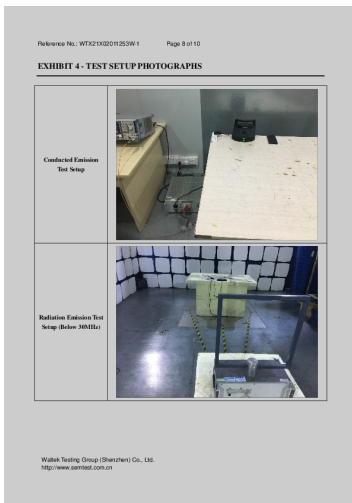 Reference No.: WTX21X02011253W-1 Page 8 of 10
EXHIBIT 4 - TEST SETUP PHOTOGRAPHS
Conducted Emission
Test Setup
Radiation Emission Test
Setup (Below 30MHz)
Waltek Testing Group (Shenzhen) Co., Ltd.
http://www.semtest.com.cn